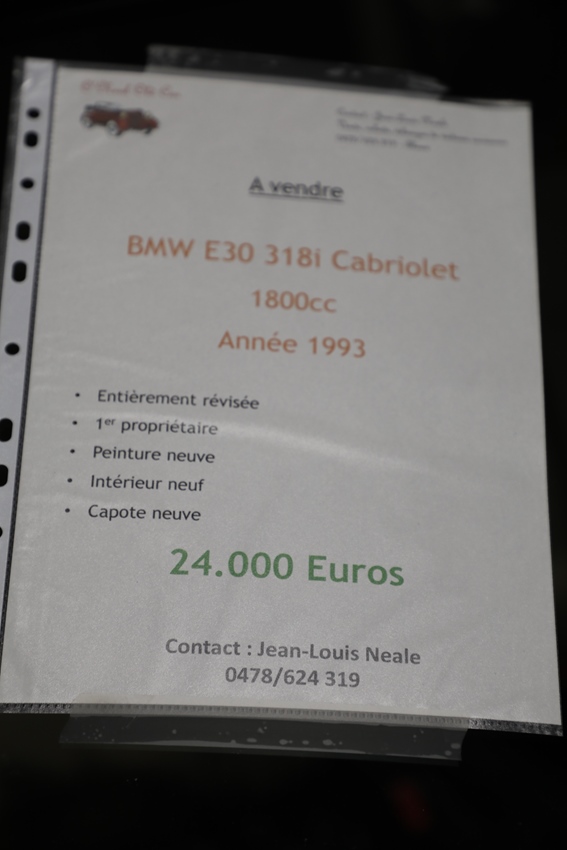 A vendre
BMW E30 318i Cabriolet
1800cc
Année 1993
• Entièrement révisée
• 1er propriétaire
• Peinture neuve
• Intérieur neuf
• Capote neuve
24.000 Euros
Contact : Jean-Louis Neale
0478/624 319